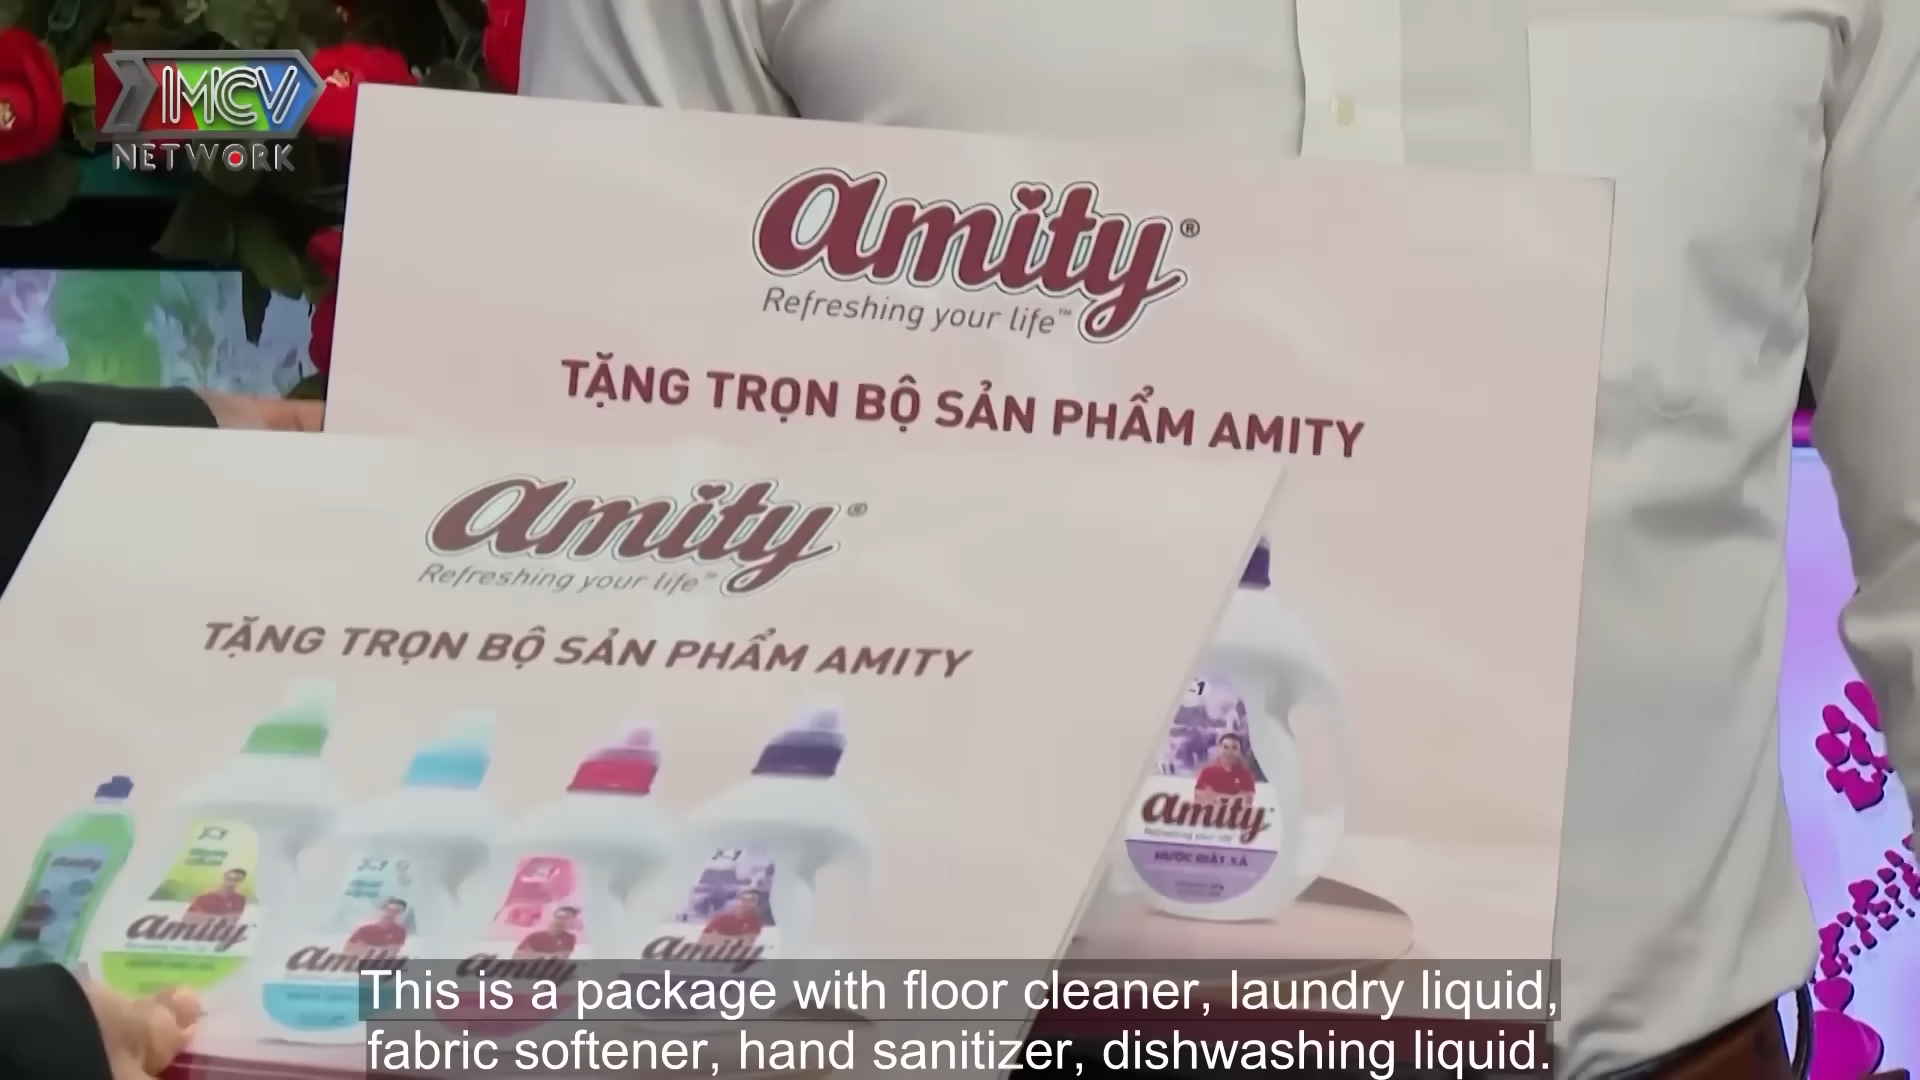 MCV
NETWORK
amity®
Refreshing your life™
TẶNG TRỌN BỘ SẢN PHẨM AMITY
amity®
Refreshing your life™
TẶNG TRỌN BỘ SẢN PHẨM AMITY
amity
Refreshing your life
NƯỚC GIẶT XẢ
amity
amity
amity
amity
amity
This is a package with floor cleaner, laundry liquid,
fabric softener, hand sanitizer, dishwashing liquid.